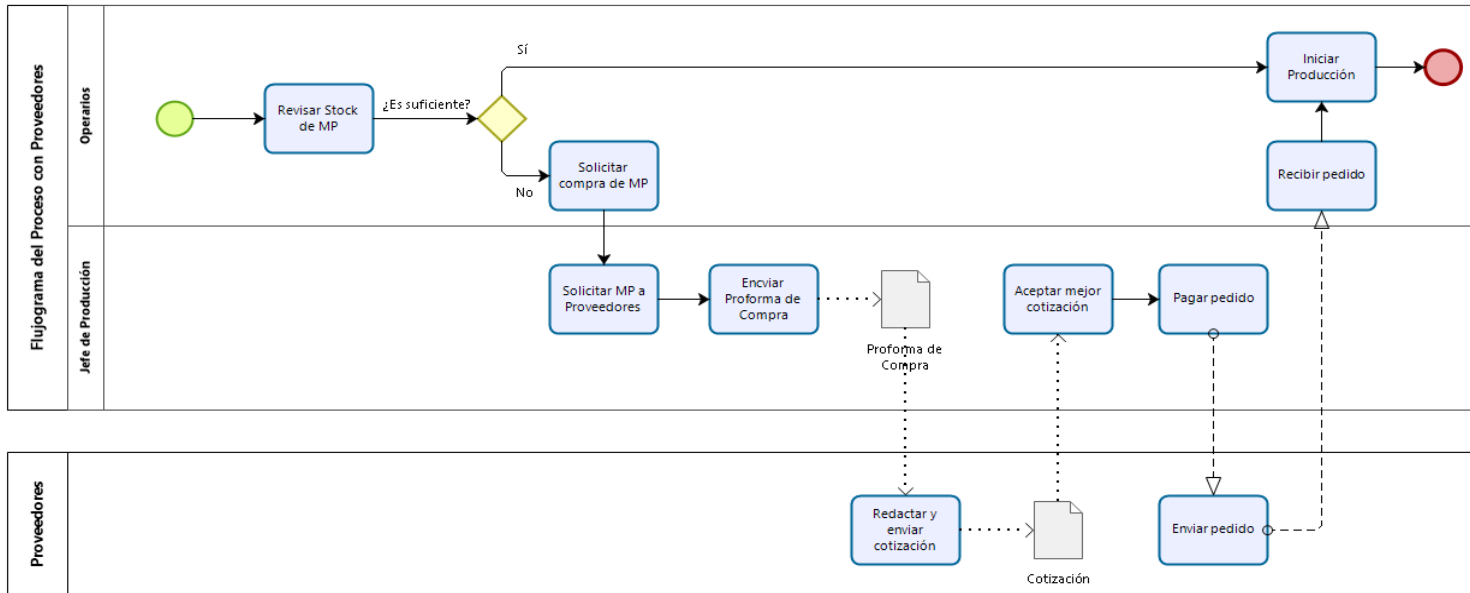 Flujograma del Proceso con Proveedores
Operarios
Revisar Stock
de MP
¿Es suficiente?
Sí
No
Solicitar
compra de MP
Iniciar
Producción
Recibir pedido
Jefe de Producción
Solicitar MP a
Proveedores
Encviar
Proforma de
Compra
Proforma de
Compra
Aceptar mejor
cotización
Pagar pedido
Proveedores
Redactar y
enviar
cotización
Cotización
Enviar pedido